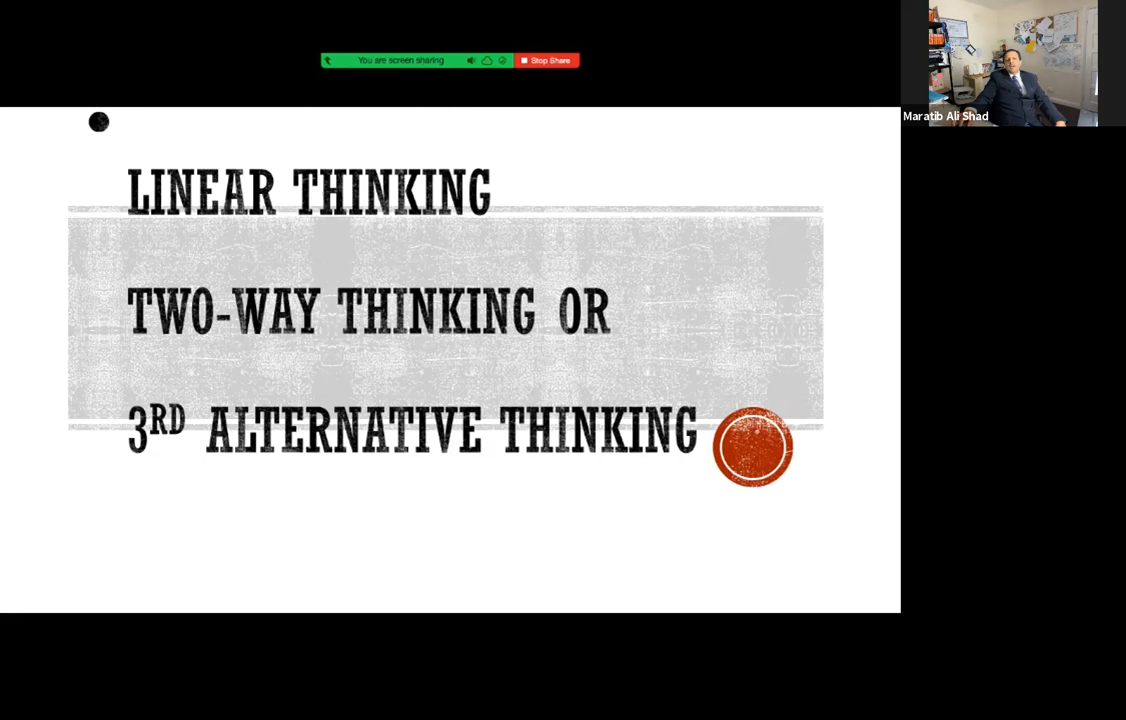 You are screen sharing
Stop Share
Maratib Ali Shad
LINEAR THINKING
TWO-WAY THINKING OR
3RD ALTERNATIVE THINKING